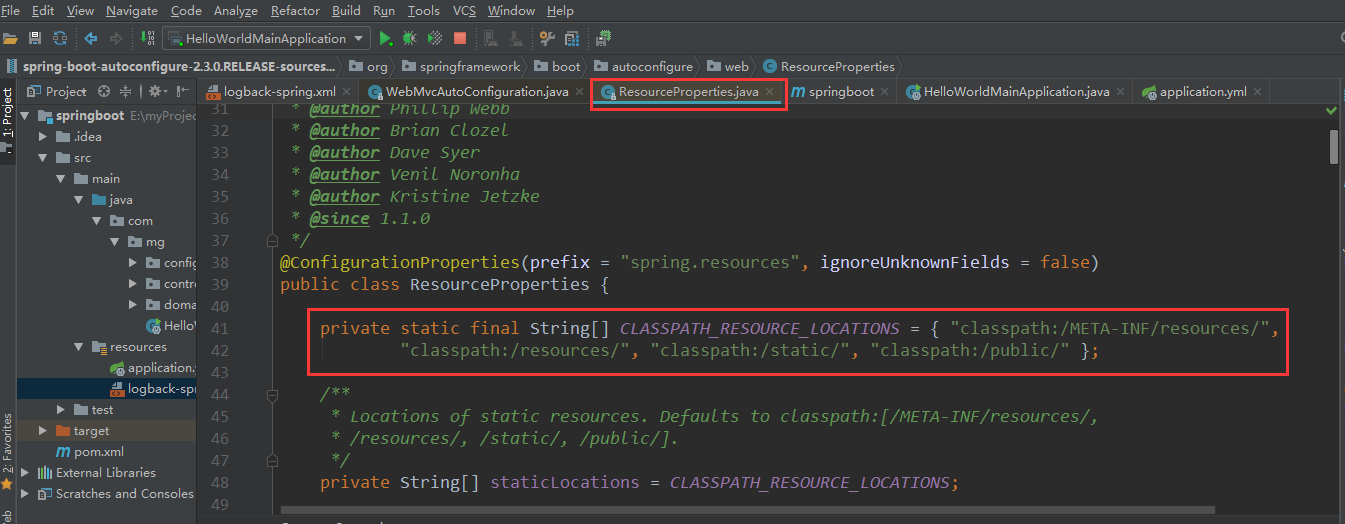 File Edit View Navigate Code Analyze Refactor Build Run Tools VCS Window Help
HelloWorldMainApplication
spring-boot-autoconfigure-2.3.0.RELEASE-sources... org springframework boot autoconfigure web ResourceProperties
1: Project
Project
logback-spring.xml WebMvcAutoConfiguration.java ResourceProperties.java springboot HelloWorldMainApplication.java application.yml
springboot E:\myProjec
.idea
src
main
java
com
mg
config
contro
domai
HelloW
resources
application.
logback-spr
test
target
pom.xml
External Libraries
Scratches and Consoles
2: Favorites
31 * @author Phillip Webb
32 * @author Brian Clozel
33 * @author Dave Syer
34 * @author Venil Noronha
35 * @author Kristine Jetzke
36 * @since 1.1.0
37 */
38 @ConfigurationProperties(prefix = "spring.resources", ignoreUnknownFields = false)
39 public class ResourceProperties {
40
41 private static final String[] CLASSPATH_RESOURCE_LOCATIONS = { "classpath:/META-INF/resources/",
42 "classpath:/resources/", "classpath:/static/", "classpath:/public/" };
43
44 /**
45 * Locations of static resources. Defaults to classpath:[/META-INF/resources/,
46 * /resources/, /static/, /public/].
47 */
48 private String[] staticLocations = CLASSPATH_RESOURCE_LOCATIONS;
49